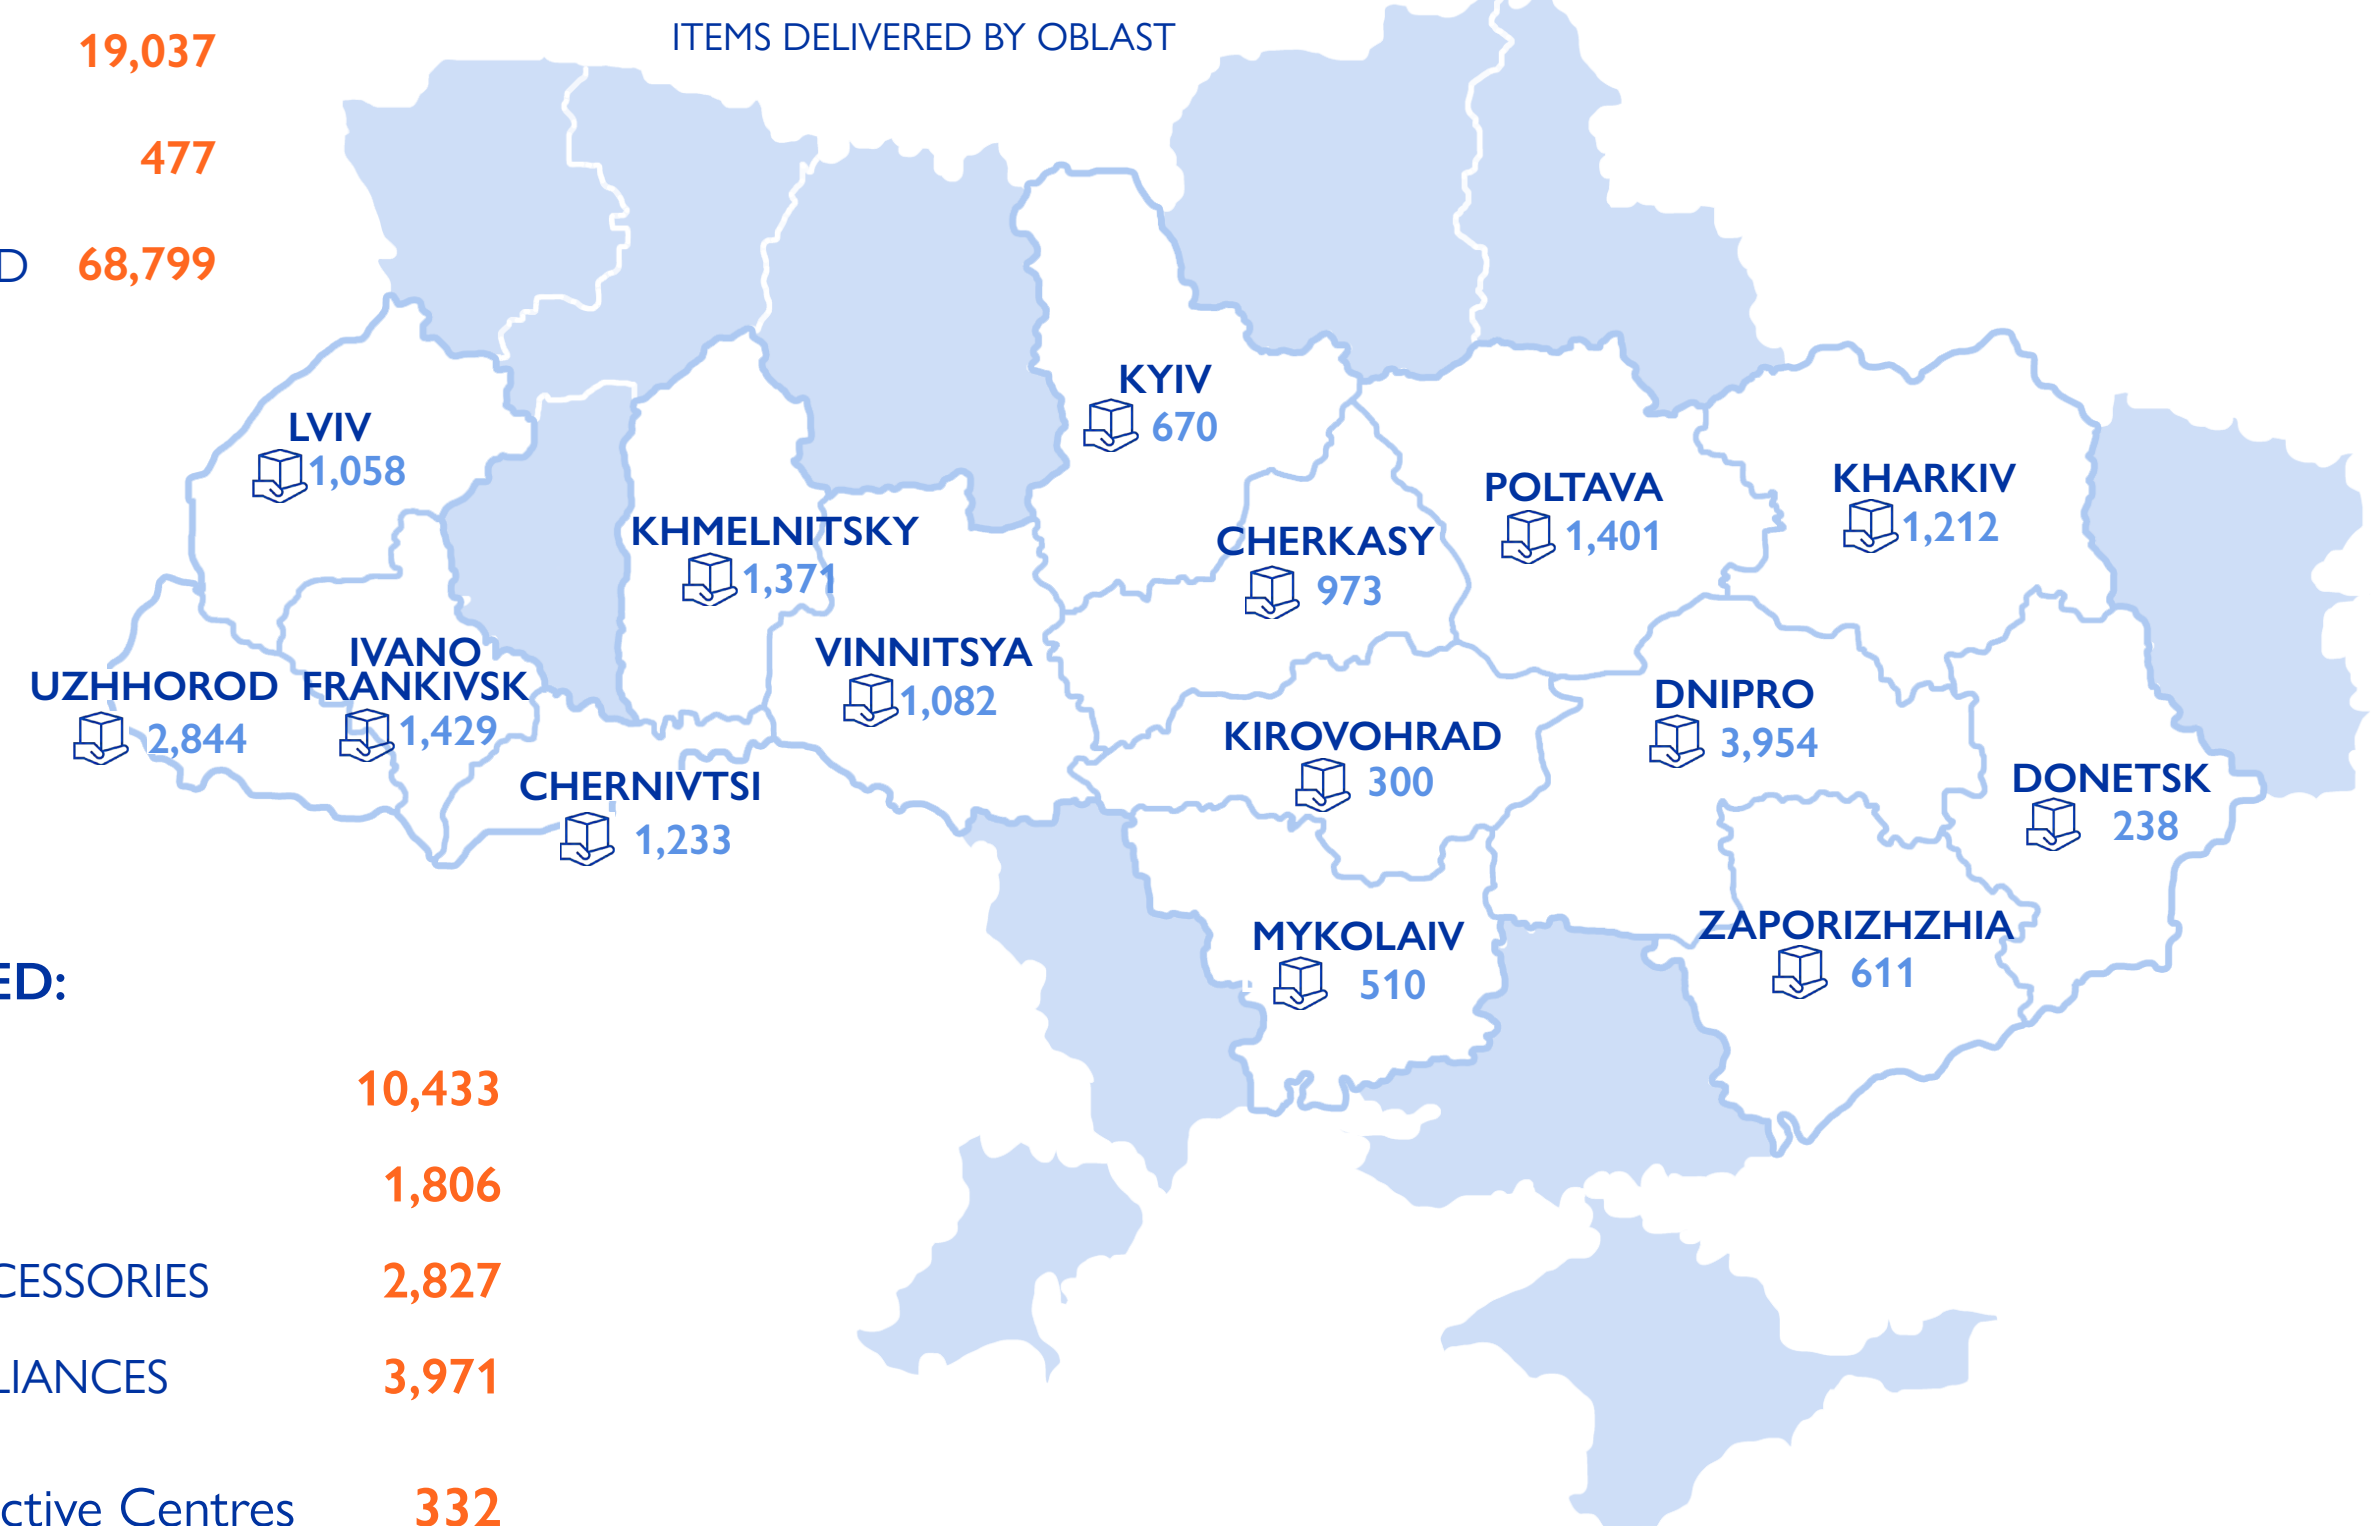 ITEMS DELIVERED BY OBLAST
19,037
477
D 68,799
KYIV
670
LVIV
1,058
POLTAVA
1,401
KHARKIV
1,212
KHMELNITSKY
1,371
CHERKASY
973
IVANO
FRANKIVSK
1,429
UZHHOROD
2,844
VINNITSYA
1,082
DNIPRO
3,954
KIROVOHRAD
300
CHERNIVTSI
1,233
DONETSK
238
MYKOLAIV
510
ZAPORIZHZHIA
611
ED:
10,433
1,806
CESSORIES 2,827
LIANCES 3,971
ctive Centres 332